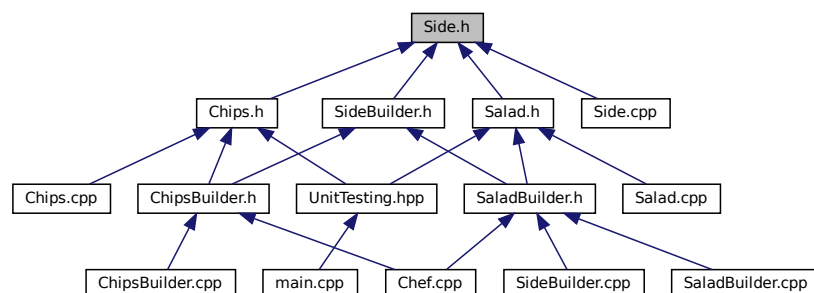 Side.h
Chips.h
SideBuilder.h
Salad.h
Side.cpp
Chips.cpp
ChipsBuilder.h
UnitTesting.hpp
SaladBuilder.h
Salad.cpp
ChipsBuilder.cpp
main.cpp
Chef.cpp
SideBuilder.cpp
SaladBuilder.cpp